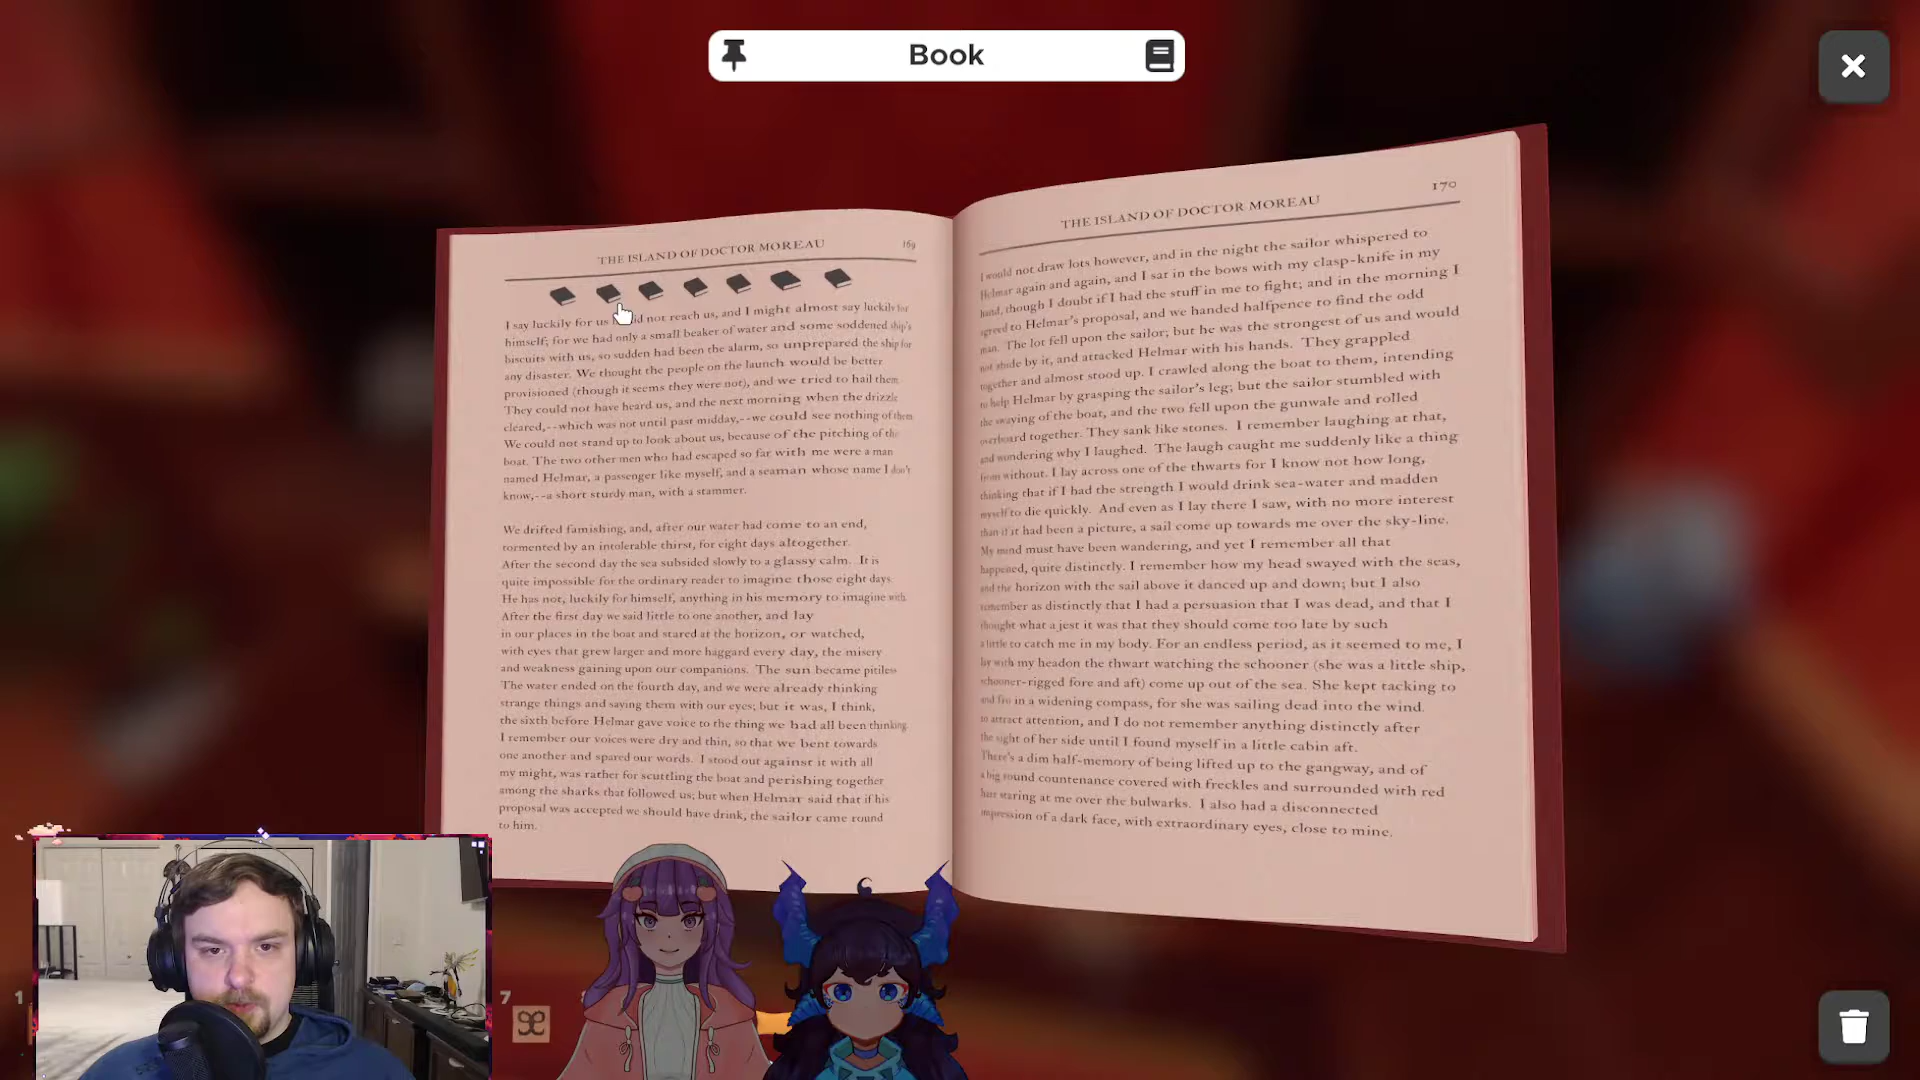 Book
THE ISLAND OF DOCTOR MOREAU
169
I say luckily for us did not reach us, and I might almost say luckily for
himself; for we had only a small beaker of water and some soddened ship's
biscuits with us, so sudden had been the alarm, so unprepared the ship for
any disaster. We thought the people on the launch would be better
provisioned (though it seems they were not), and we tried to hail them
They could not have heard us, and the next morning when the drizzle
cleared,--which was not until past midday,--we could see nothing of them
We could not stand up to look about us, because of the pitching of the
boat. The two other men who had escaped so far with me were a man
named Helmar, a passenger like myself, and a seaman whose name I don't
know,--a short sturdy man, with a stammer.
We drifted famishing, and, after our water had come to an end,
tormented by an intolerable thirst, for eight days altogether.
After the second day the sea subsided slowly to a glassy calm. It is
quite impossible for the ordinary reader to imagine those eight days
He has not, luckily for himself, anything in his memory to imagine with.
After the first day we said little to one another, and lay
in our places in the boat and stared at the horizon, or watched,
with eyes that grew larger and more haggard every day, the misery
and weakness gaining upon our companions. The sun became pitiless
The water ended on the fourth day, and we were already thinking
strange things and saying them with our eyes; but it was, I think,
the sixth before Helmar gave voice to the thing we had all been thinking.
I remember our voices were dry and thin, so that we bent towards
one another and spared our words. I stood out against it with all
my might, was rather for scuttling the boat and perishing together
among the sharks that followed us; but when Helmar said that if his
proposal was accepted we should have drink, the sailor came round
to him.
THE ISLAND OF DOCTOR MOREAU
170
I would not draw lots however, and in the night the sailor whispered to
Helmar again and again, and I sat in the bows with my clasp-knife in my
hand, though I doubt if I had the stuff in me to fight; and in the morning I
agreed to Helmar's proposal, and we handed halfpence to find the odd
man. The lot fell upon the sailor; but he was the strongest of us and would
not abide by it, and attacked Helmar with his hands. They grappled
together and almost stood up. I crawled along the boat to them, intending
to help Helmar by grasping the sailor's leg; but the sailor stumbled with
the swaying of the boat, and the two fell upon the gunwale and rolled
overboard together. They sank like stones. I remember laughing at that,
and wondering why I laughed. The laugh caught me suddenly like a thing
from without. I lay across one of the thwarts for I know not how long,
thinking that if I had the strength I would drink sea-water and madden
myself to die quickly. And even as I lay there I saw, with no more interest
than if it had been a picture, a sail come up towards me over the sky-line.
My mind must have been wandering, and yet I remember all that
happened, quite distinctly. I remember how my head swayed with the seas,
and the horizon with the sail above it danced up and down; but I also
remember as distinctly that I had a persuasion that I was dead, and that I
thought what a jest it was that they should come too late by such
a little to catch me in my body. For an endless period, as it seemed to me, I
lay with my headon the thwart watching the schooner (she was a little ship,
schooner-rigged fore and aft) come up out of the sea. She kept tacking to
and fro in a widening compass, for she was sailing dead into the wind.
to attract attention, and I do not remember anything distinctly after
the sight of her side until I found myself in a little cabin aft.
There's a dim half-memory of being lifted up to the gangway, and of
a big round countenance covered with freckles and surrounded with red
hair staring at me over the bulwarks. I also had a disconnected
impression of a dark face, with extraordinary eyes, close to mine.
1
7